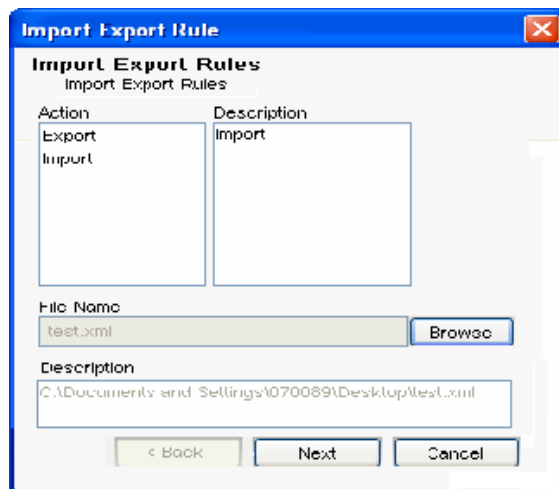 Import Export Rule
Import Export Rules
Import Export Rules
Action
Description
Export
Import
Import
File Name
test.xml
Browse
Description
C:\Documents and Settings\070089\Desktop\test.xml
< Back
Next
Cancel